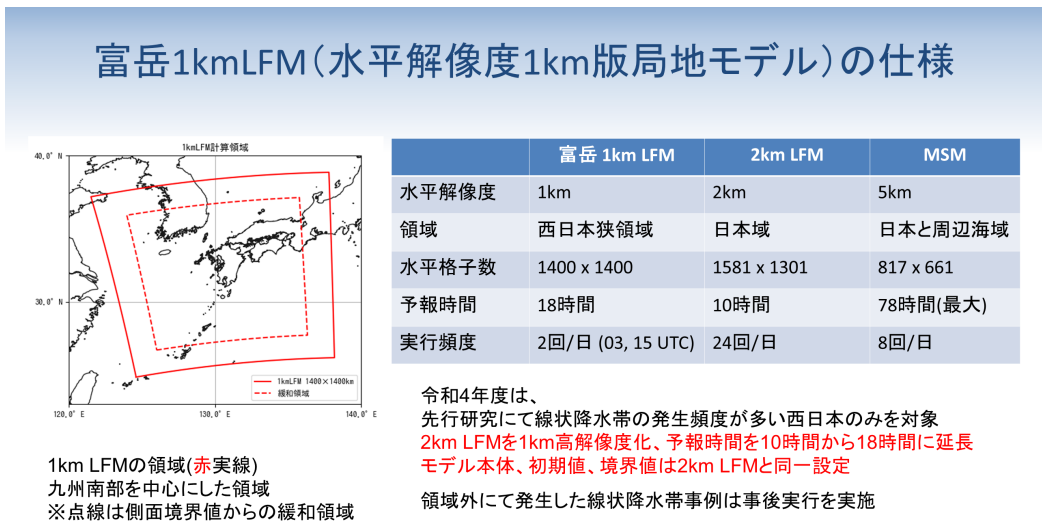 富岳1kmLFM（水平解像度1km版局地モデル）の仕様
1kmLFM計算領域
40.0° N
30.0° N
120.0° E
130.0° E
140.0° E
1kmLFM 1400×1400km
緩和領域
1km LFMの領域(赤実線)
九州南部を中心にした領域
※点線は側面境界値からの緩和領域
富岳 1km LFM 2km LFM MSM
水平解像度 1km 2km 5km
領域 西日本狭領域 日本域 日本と周辺海域
水平格子数 1400 x 1400 1581 x 1301 817 x 661
予報時間 18時間 10時間 78時間(最大)
実行頻度 2回/日 (03, 15 UTC) 24回/日 8回/日
令和4年度は、
先行研究にて線状降水帯の発生頻度が多い西日本のみを対象
2km LFMを1km高解像度化、予報時間を10時間から18時間に延長
モデル本体、初期値、境界値は2km LFMと同一設定
領域外にて発生した線状降水帯事例は事後実行を実施